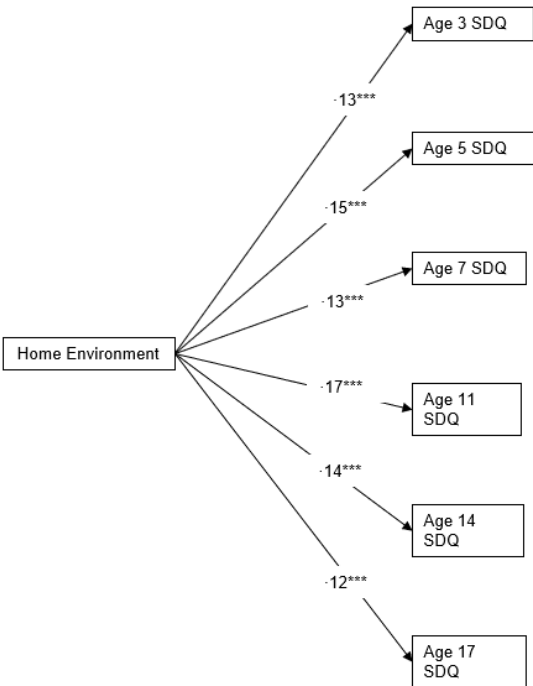 Age 3 SDQ
·13***
Age 5 SDQ
·15***
Age 7 SDQ
·13***
Home Environment
·17***
Age 11
SDQ
·14***
Age 14
SDQ
·12***
Age 17
SDQ